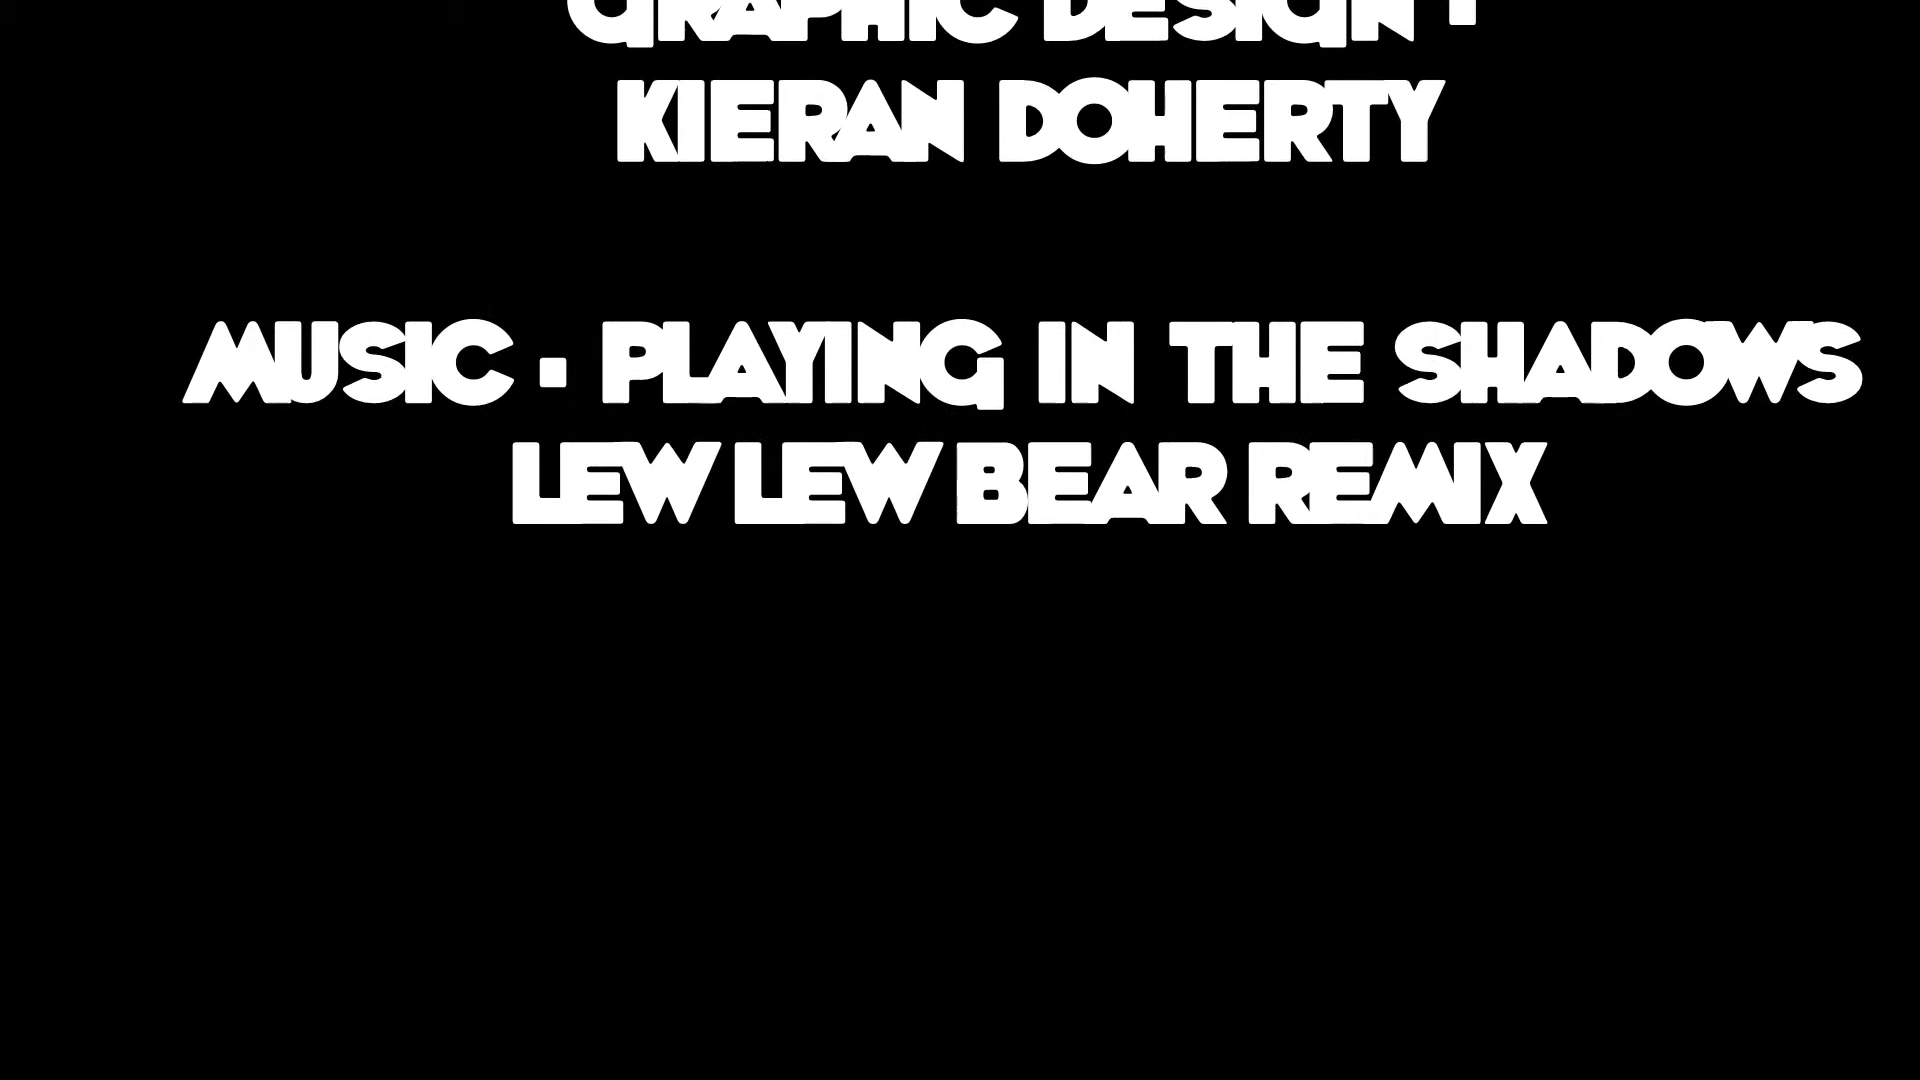 GRAPHIC DESIGN -
KIERAN DOHERTY
MUSIC - PLAYING IN THE SHADOWS
LEW LEW BEAR REMIX